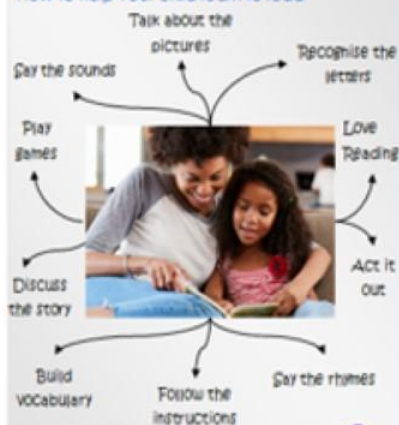 Talk about the
pictures
Recognise the
letters
Say the sounds
Play
games
Love
Reading
Act it
out
Discuss
the story
Build
vocabulary
Follow the
instructions
Say the rhymes